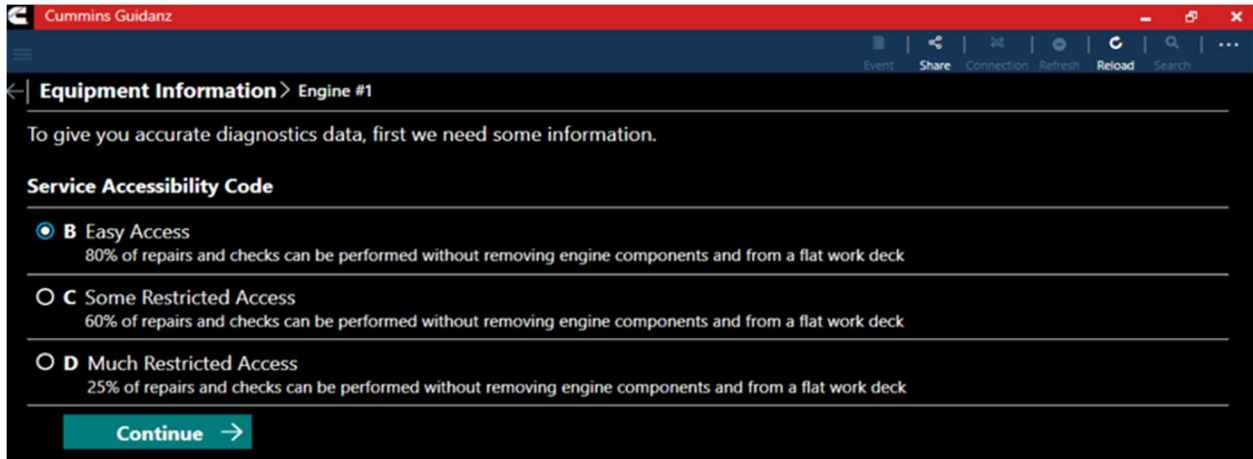 Cummins Guidanz
Event Share Connection Refresh Reload Search
Equipment Information > Engine #1
To give you accurate diagnostics data, first we need some information.
Service Accessibility Code
B Easy Access
80% of repairs and checks can be performed without removing engine components and from a flat work deck
C Some Restricted Access
60% of repairs and checks can be performed without removing engine components and from a flat work deck
D Much Restricted Access
25% of repairs and checks can be performed without removing engine components and from a flat work deck
Continue